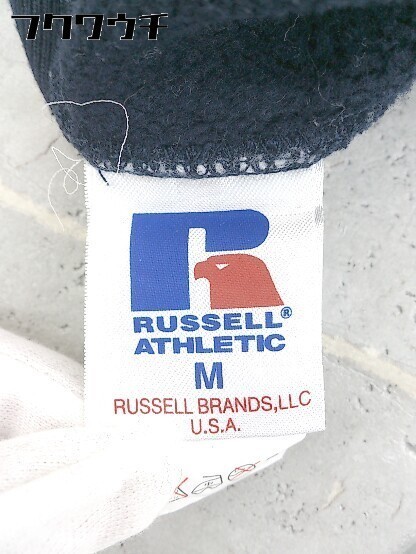 フクワウチ
RUSSELL®
ATHLETIC
M
RUSSELL BRANDS,LLC
U.S.A.